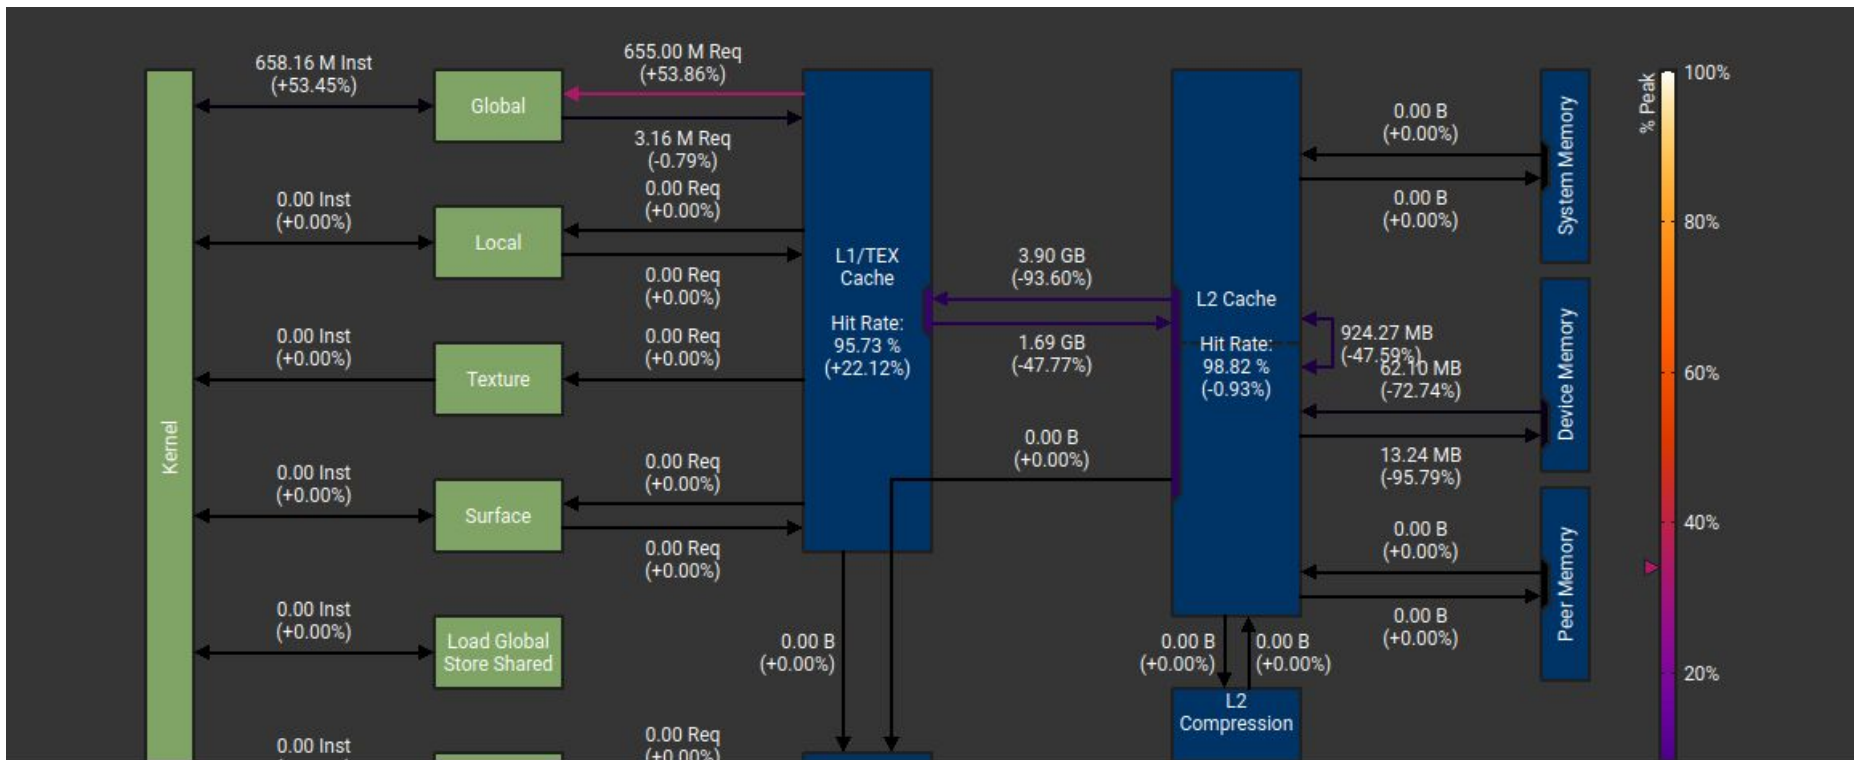 658.16 M Inst
(+53.45%)
655.00 M Req
(+53.86%)
Global
3.16 M Req
(-0.79%)
0.00 Inst
(+0.00%)
0.00 Req
(+0.00%)
Local
0.00 Req
(+0.00%)
0.00 Inst
(+0.00%)
0.00 Req
(+0.00%)
Texture
0.00 Inst
(+0.00%)
0.00 Req
(+0.00%)
Surface
0.00 Req
(+0.00%)
0.00 Inst
(+0.00%)
Load Global
Store Shared
0.00 Inst
0.00 Req
(+0.00%)
Kernel
L1/TEX
Cache
Hit Rate:
95.73 %
(+22.12%)
0.00 B
(+0.00%)
3.90 GB
(-93.60%)
1.69 GB
(-47.77%)
0.00 B
(+0.00%)
L2 Cache
Hit Rate:
98.82 %
(-0.93%)
924.27 MB
(-47.59%)
0.00 B
(+0.00%)
0.00 B
(+0.00%)
System Memory
62.10 MB
(-72.74%)
13.24 MB
(-95.79%)
Device Memory
0.00 B
(+0.00%)
0.00 B
(+0.00%)
Peer Memory
0.00 B
(+0.00%)
0.00 B
(+0.00%)
L2
Compression
% Peak
100%
80%
60%
40%
20%